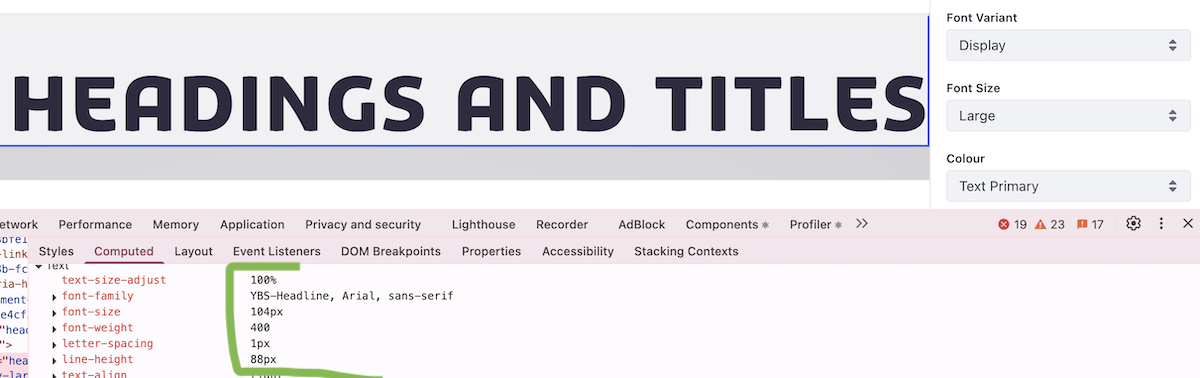 HEADINGS AND TITLES
Font Variant
Display
Font Size
Large
Colour
Text Primary
etwork Performance Memory Application Privacy and security Lighthouse Recorder AdBlock Components Profiler 19 23 17
Styles Computed Layout Event Listeners DOM Breakpoints Properties Accessibility Stacking Contexts
-link
Text
3b-fc
text-size-adjust 100%
ria-h
font-family YBS-Headline, Arial, sans-serif
ment-
font-size 104px
e4cf
"head
font-weight 400
">
letter-spacing 1px
="hea
line-height 88px
y-lar
text-align